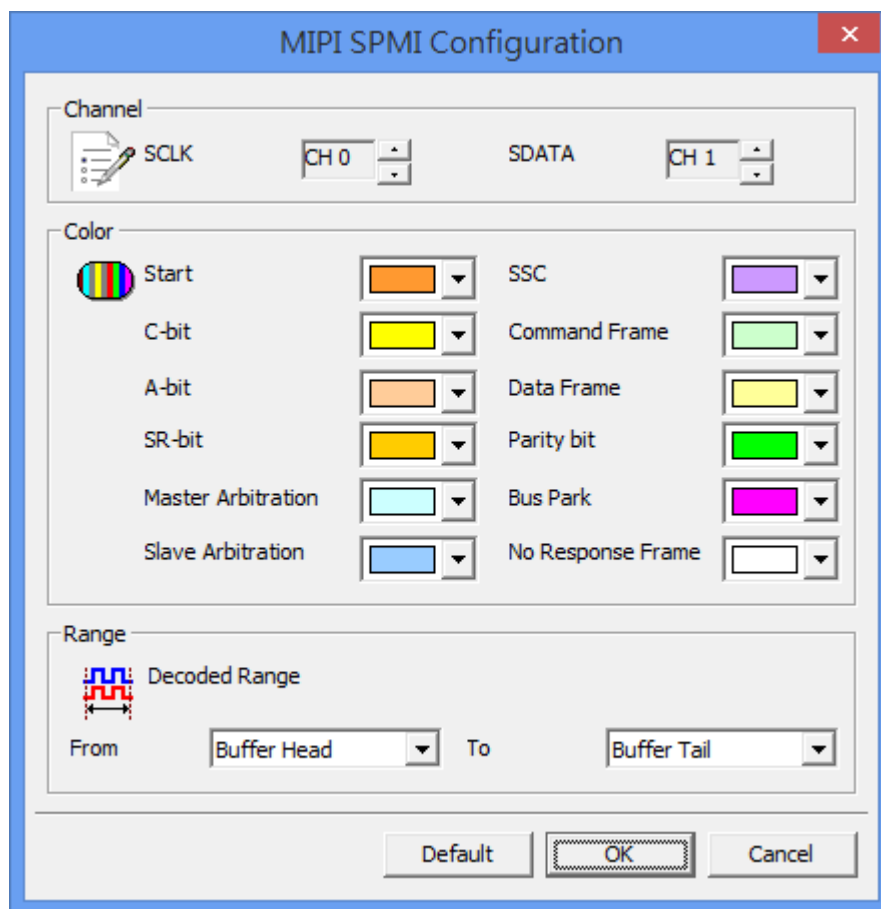 MIPI SPMI Configuration
Channel
SCLK CH 0 SDATA CH 1
Color
Start SSC
C-bit Command Frame
A-bit Data Frame
SR-bit Parity bit
Master Arbitration Bus Park
Slave Arbitration No Response Frame
Range
Decoded Range
From Buffer Head To Buffer Tail
Default OK Cancel